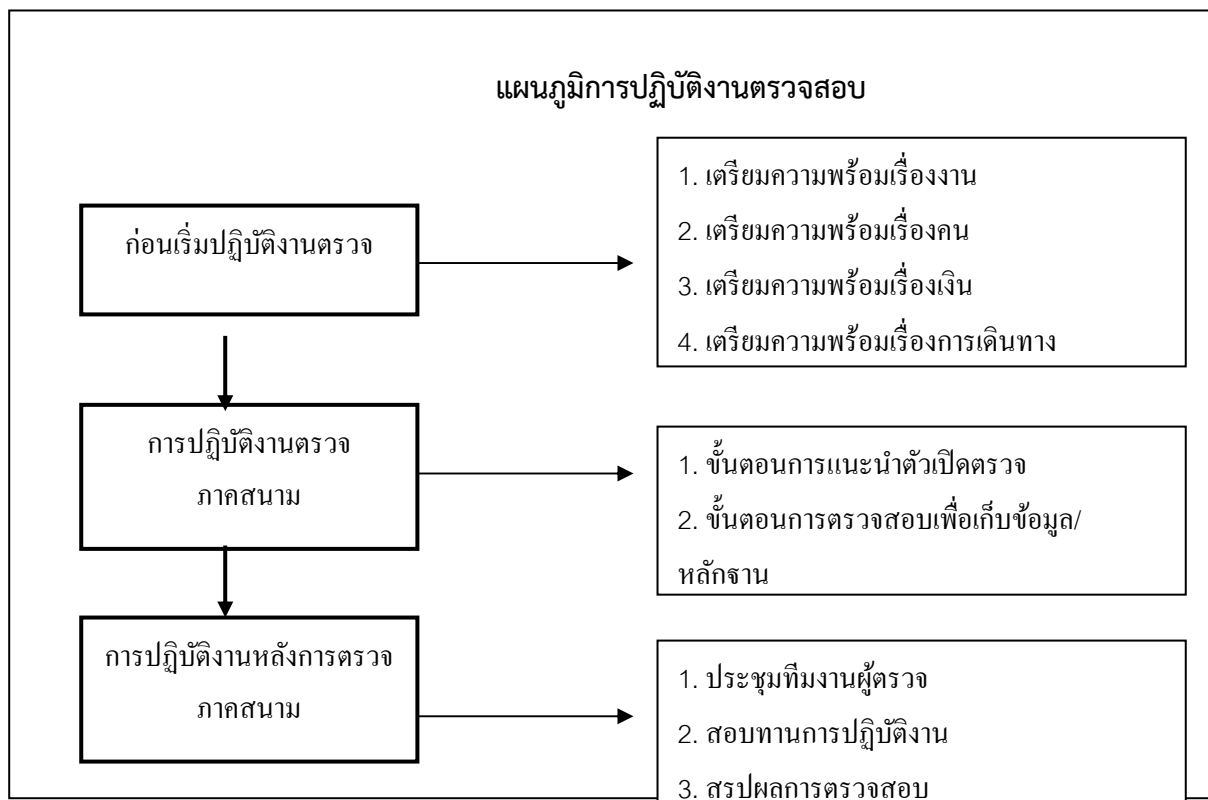 แผนภูมิการปฏิบัติงานตรวจสอบ
ก่อนเริ่มปฏิบัติงานตรวจ
1. เตรียมความพร้อมเรื่องงาน
2. เตรียมความพร้อมเรื่องคน
3. เตรียมความพร้อมเรื่องเงิน
4. เตรียมความพร้อมเรื่องการเดินทาง
การปฏิบัติงานตรวจ
ภาคสนาม
1. ขั้นตอนการแนะนำตัวเปิดตรวจ
2. ขั้นตอนการตรวจสอบเพื่อเก็บข้อมูล/
หลักฐาน
การปฏิบัติงานหลังการตรวจ
ภาคสนาม
1. ประชุมทีมงานผู้ตรวจ
2. สอบทานการปฏิบัติงาน
3. สรุปผลการตรวจสอบ